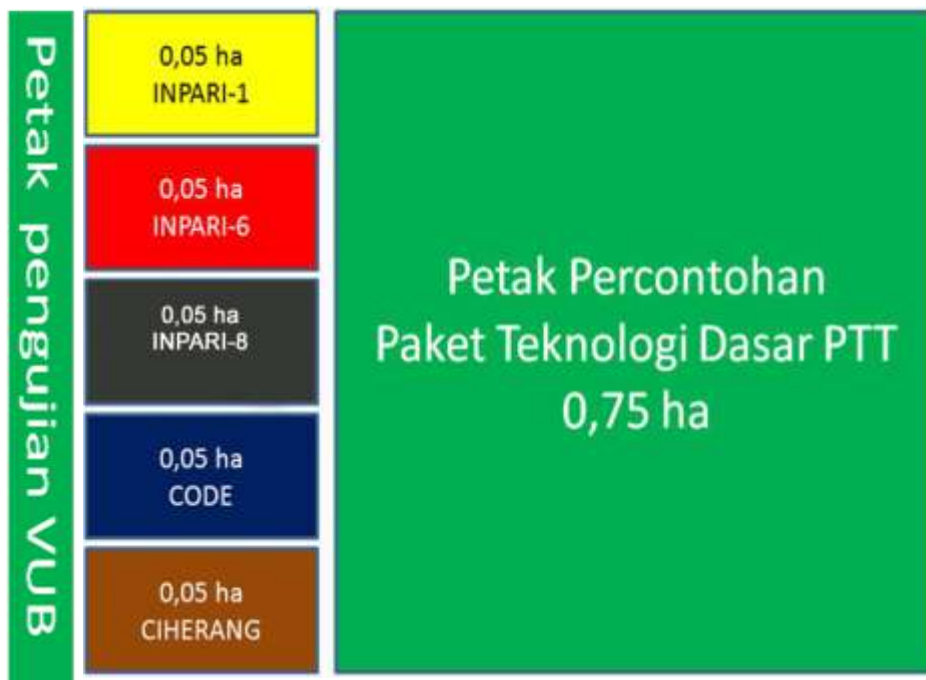 Petak pengujian VUB
0,05 ha
INPARI-1
0,05 ha
INPARI-6
0,05 ha
INPARI-8
0,05 ha
CODE
0,05 ha
CIHERANG
Petak Percontohan
Paket Teknologi Dasar PTT
0,75 ha